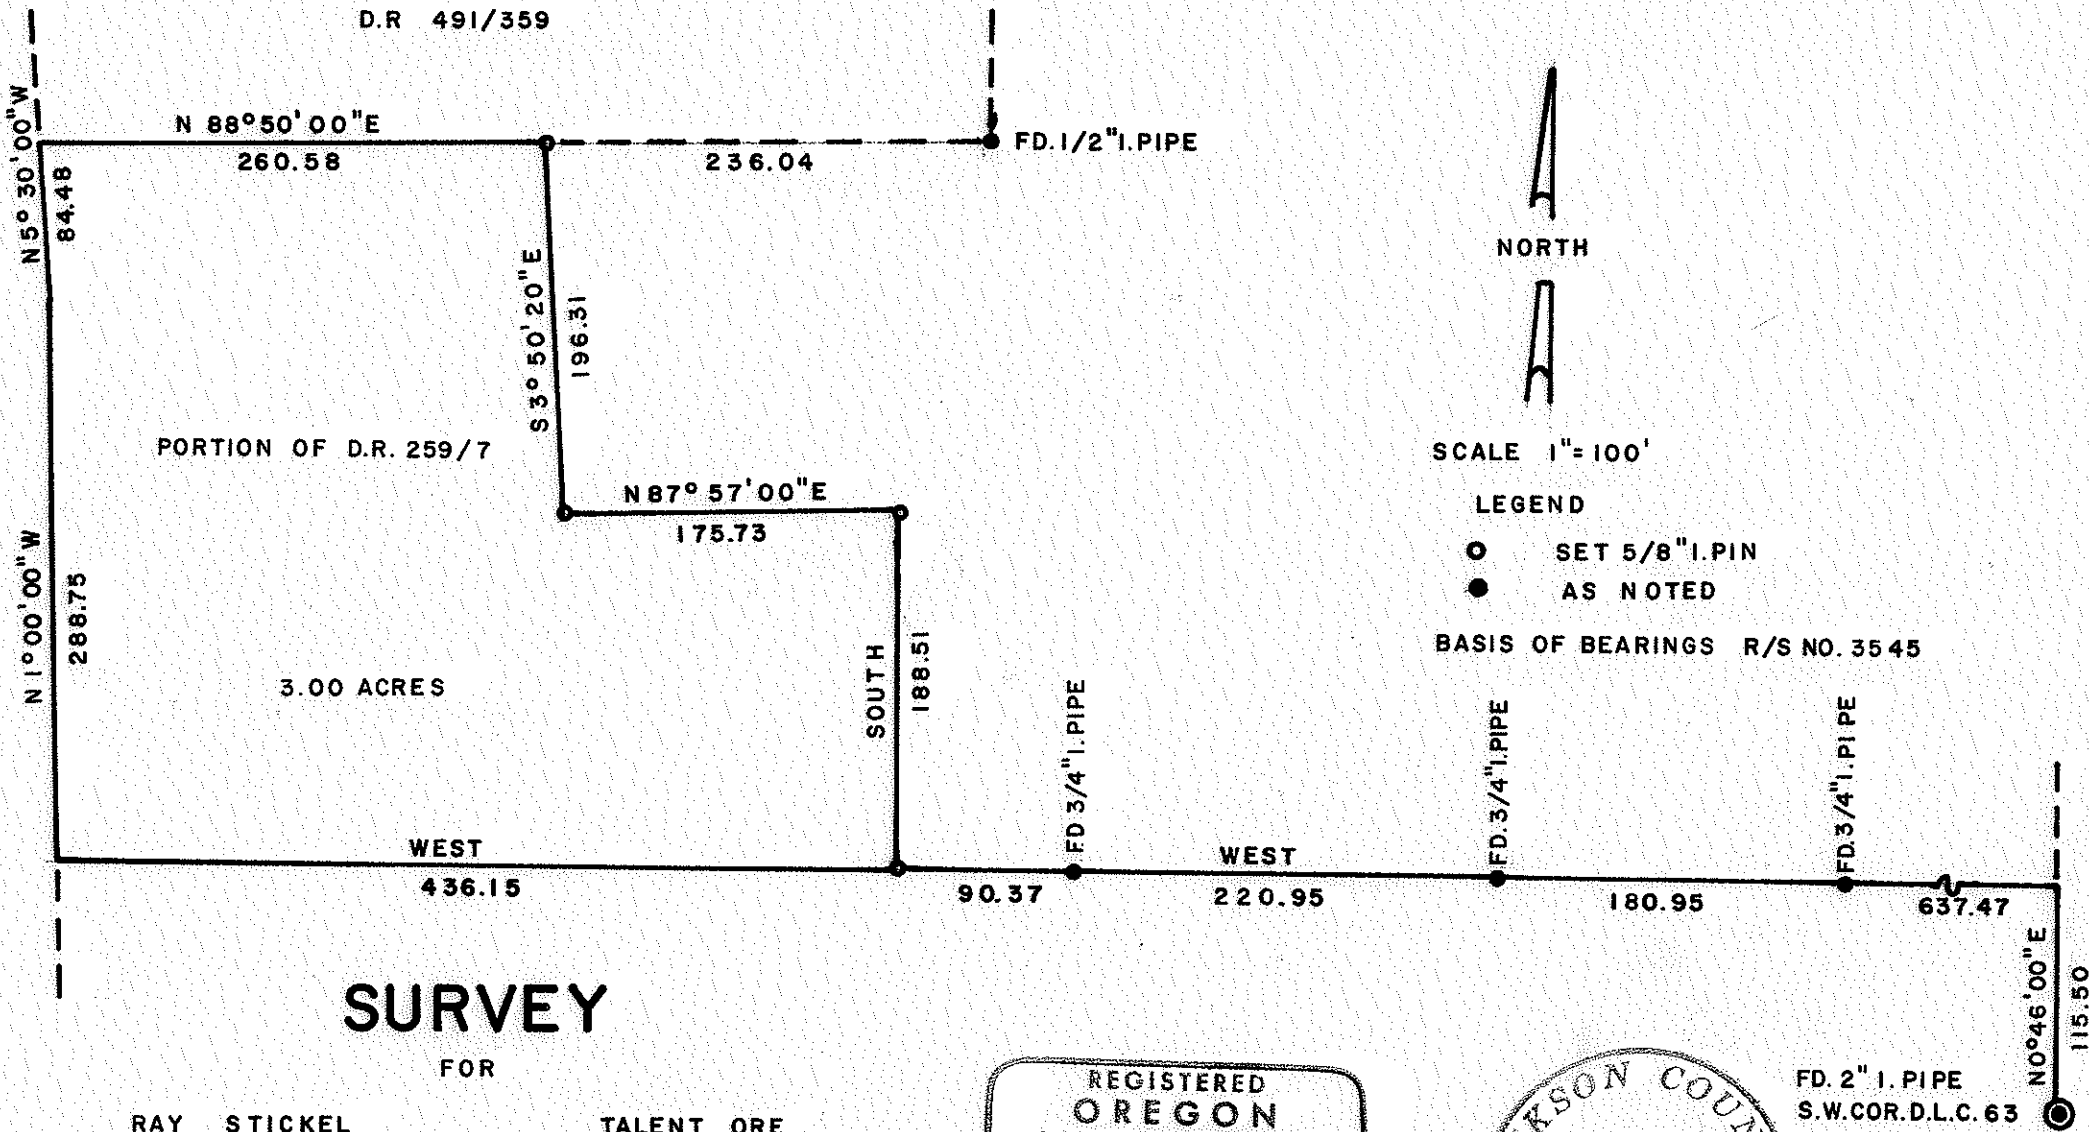 D.R 491/359
N 88°50'00"E
260.58
236.04
FD.1/2"I.PIPE
N5°30'00"W
84.48
S 3°50'20"E
196.31
NORTH
PORTION OF D.R. 259/7
SCALE 1"=100'
N87°57'00"E
175.73
LEGEND
SET 5/8"I.PIN
AS NOTED
N1°00'00"W
288.75
BASIS OF BEARINGS R/S NO. 3545
3.00 ACRES
SOUTH
188.51
FD 3/4"I.PIPE
FD.3/4"I.PIPE
FD.3/4"I.PIPE
WEST
436.15
90.37
WEST
220.95
180.95
637.47
N0°46'00"E
115.50
SURVEY
FOR
RAY STICKEL
TALENT ORE
REGISTERED
OREGON
KSON COUN
FD. 2" I. PIPE
S.W.COR.D.L.C. 63